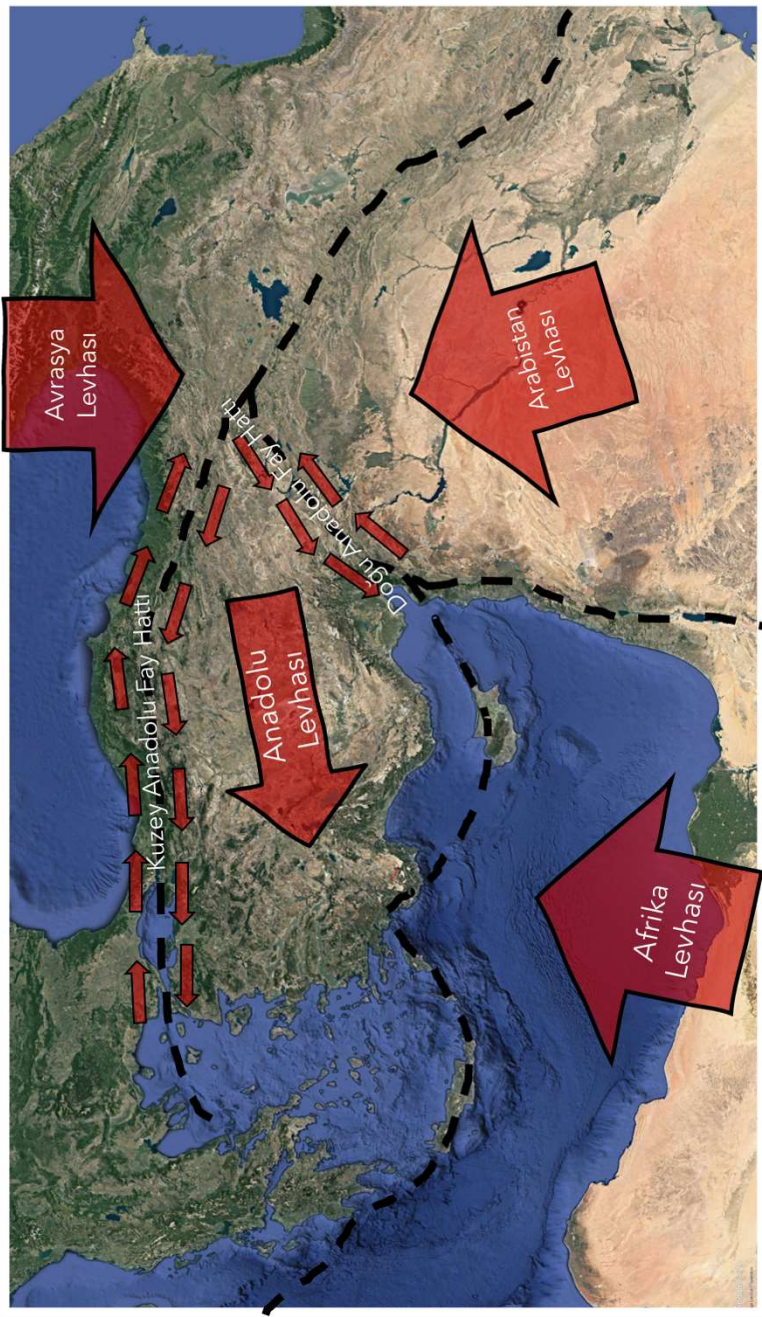 Avrasya
Levhası
Kuzey Anadolu Fay Hattı
Doğu Anadolu Fay Hattı
Anadolu
Levhası
Arabistan
Levhası
Afrika
Levhası